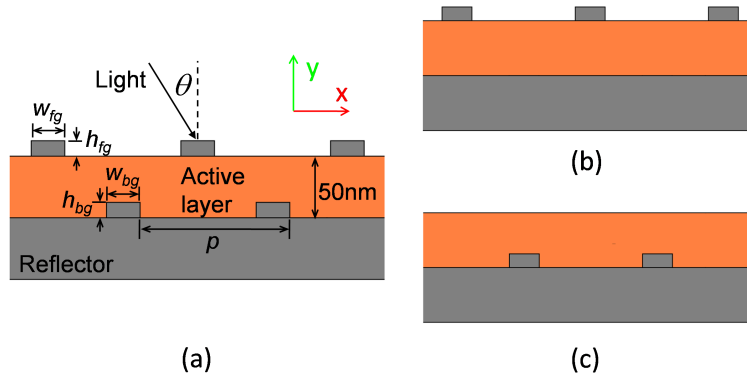 Light
θ
y
x
w_fg
h_fg
w_bg
h_bg
Active
layer
50nm
p
Reflector
(a)
(b)
(c)